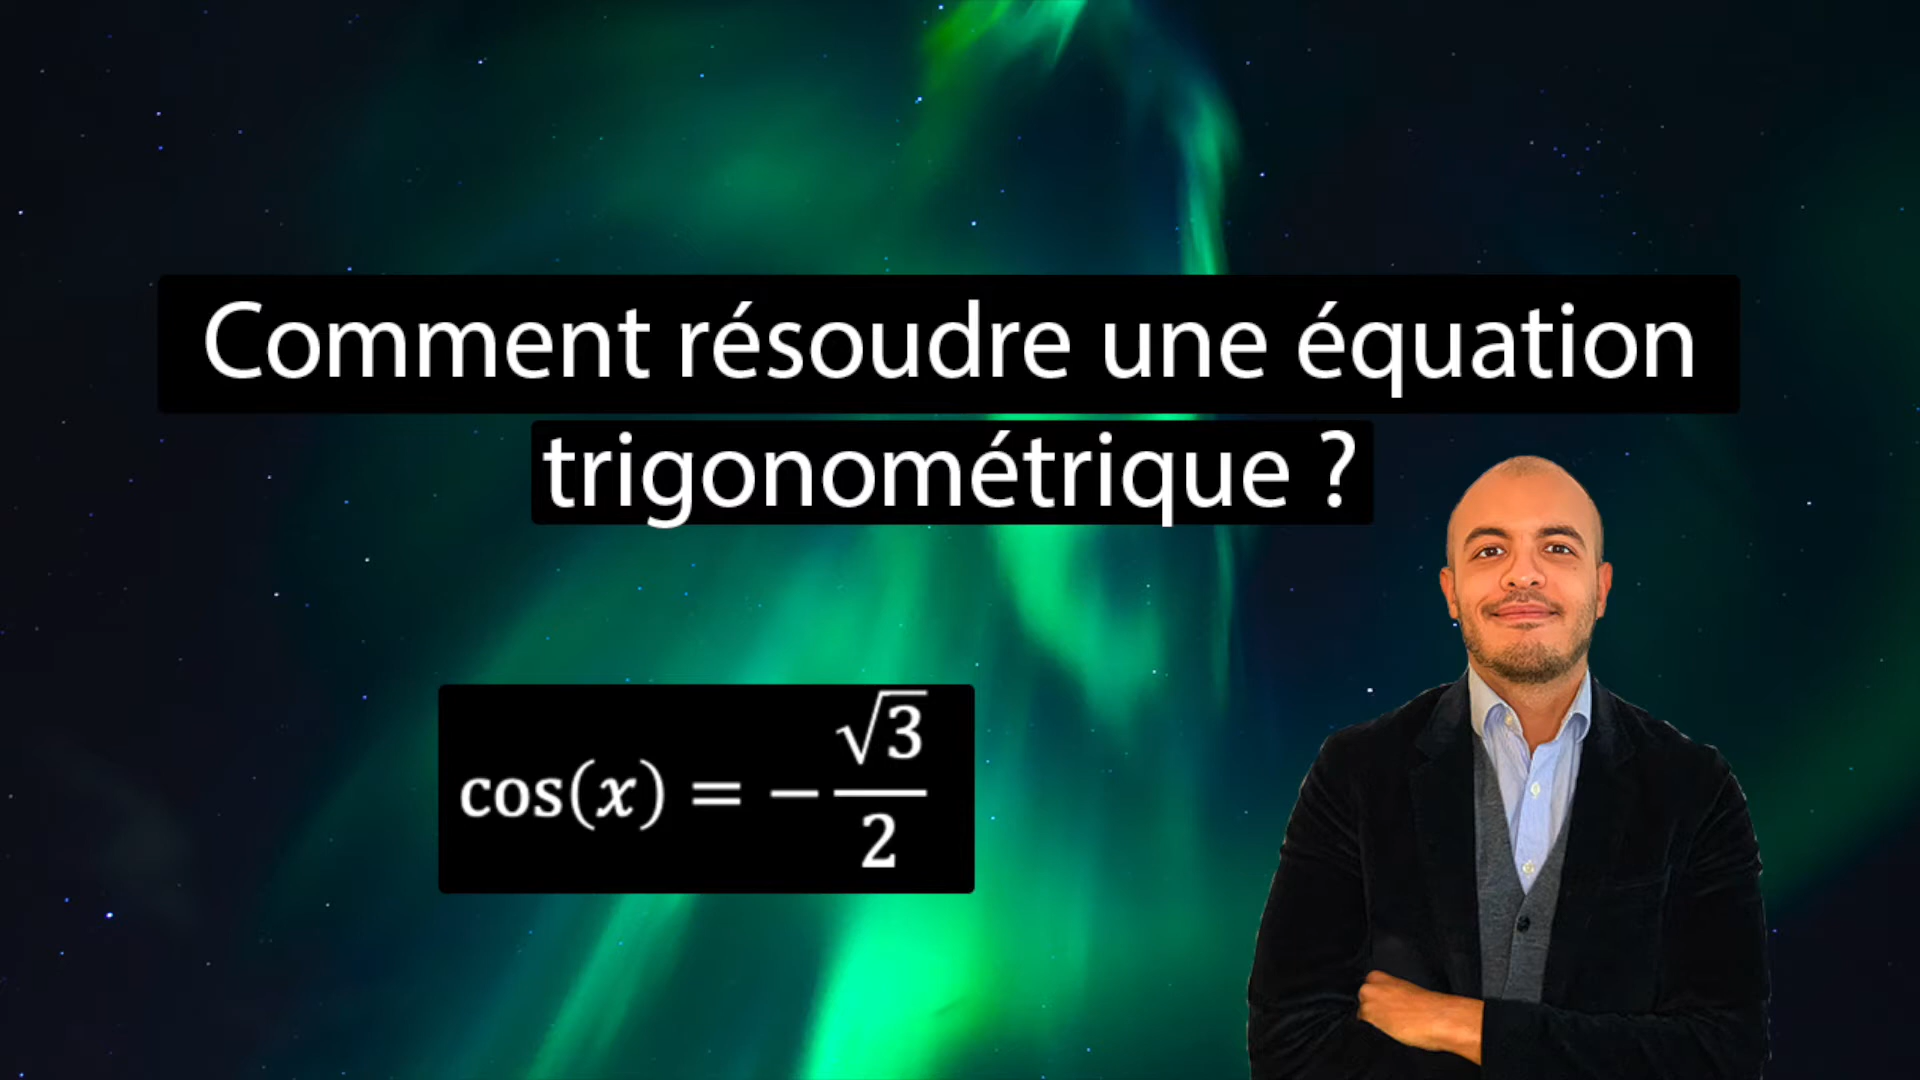 Comment résoudre une équation
trigonométrique ?
cos(x) = -√3/2